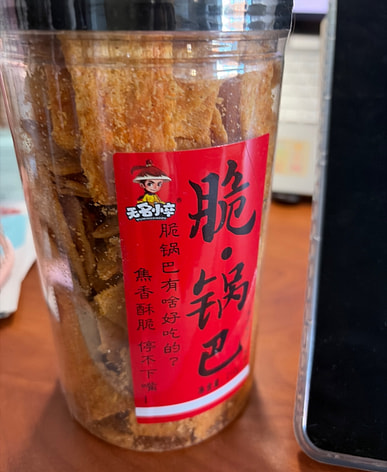 无名小卒
脆·锅巴
脆锅巴有啥好吃的？
焦香酥脆 停不下嘴！